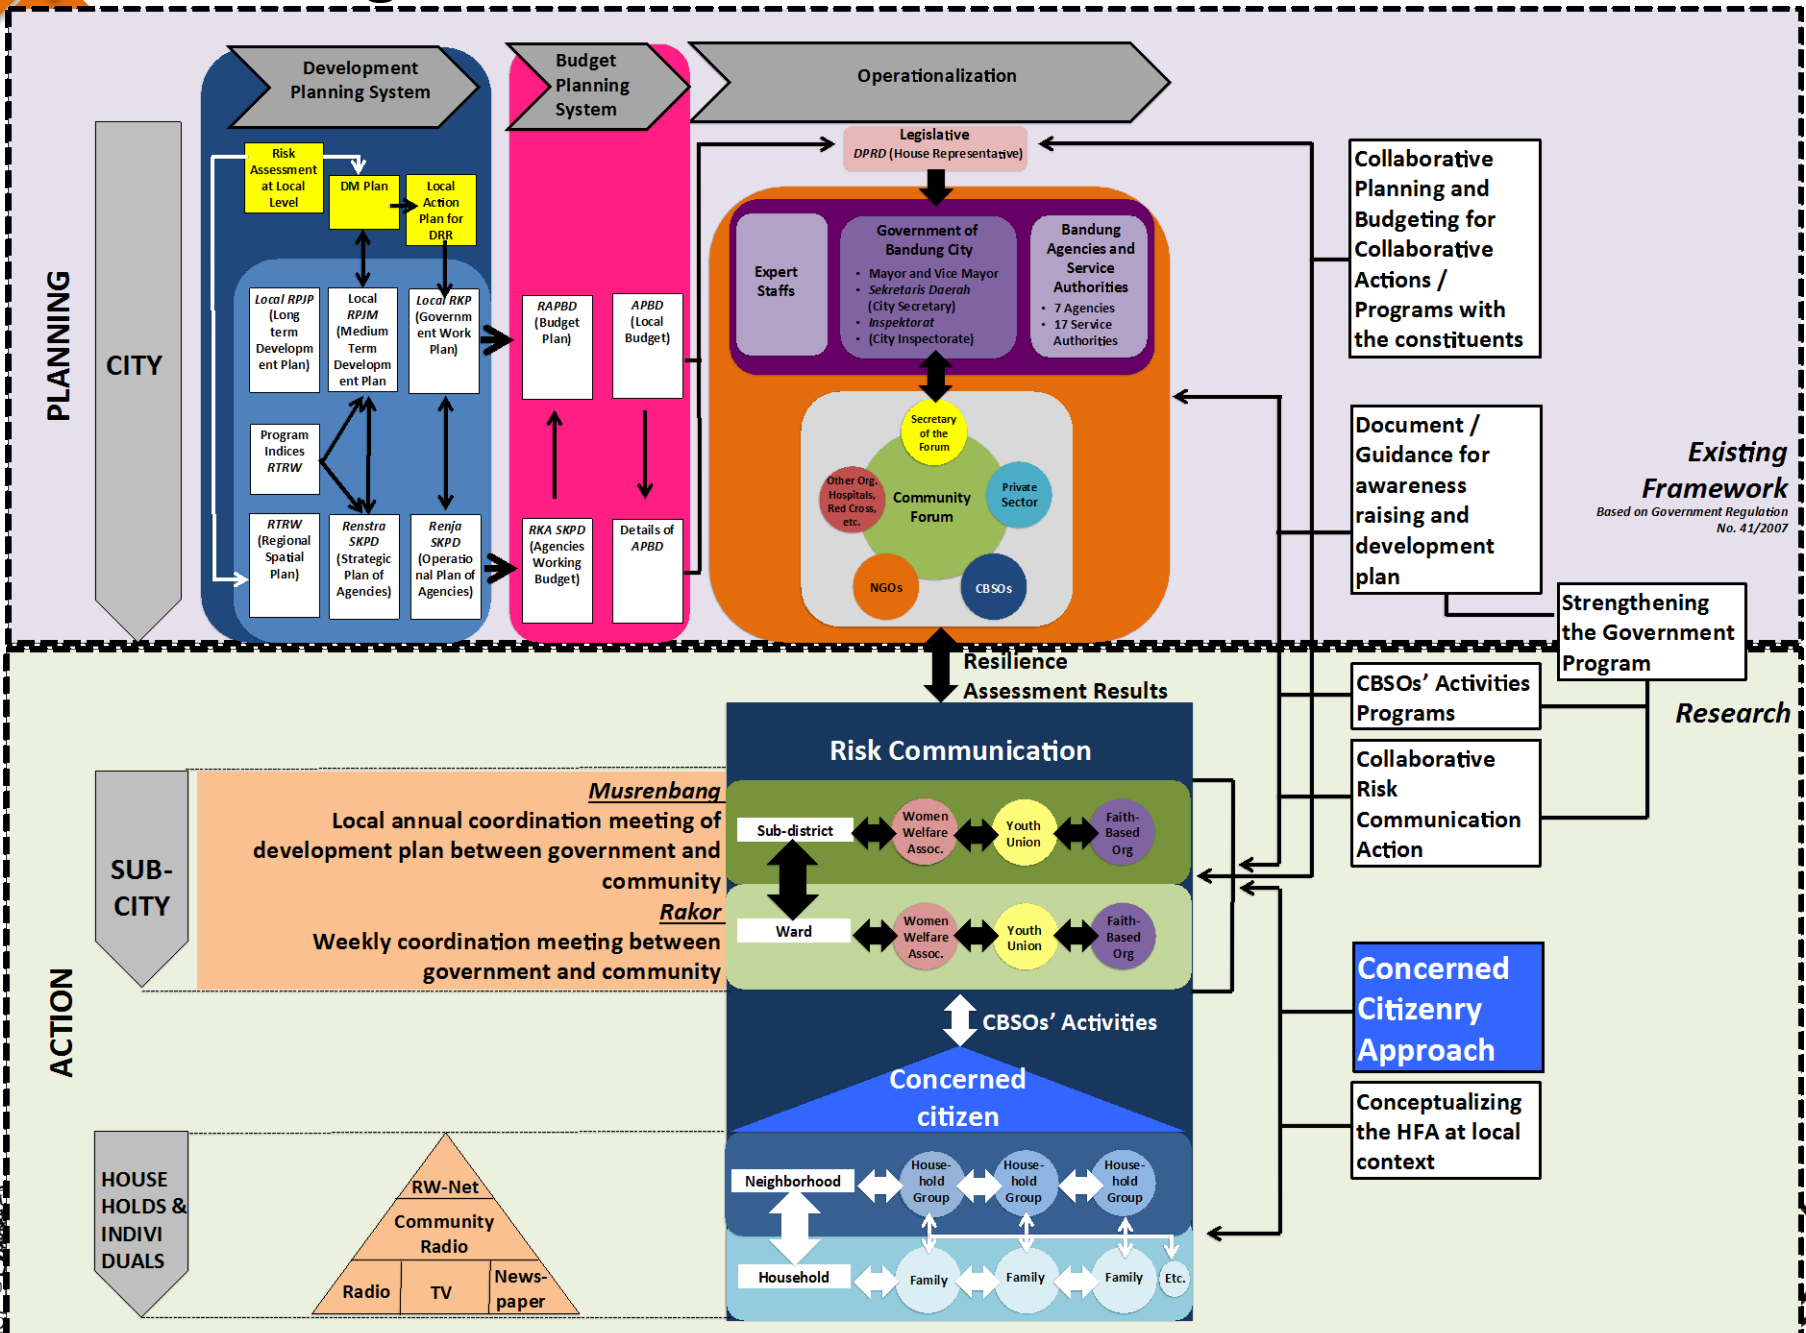 Development
Planning System
Budget
Planning
System
Operationalization
PLANNING
CITY
Risk
Assessment
at Local
Level
DM Plan
Local
Action
Plan for
DRR
Local RPJP
(Long
term
Developm
ent Plan)
Local
RPJM
(Medium
Term
Developm
ent Plan
Local RKP
(Governm
ent Work
Plan)
Program
Indices
RTRW
RTRW
(Regional
Spatial
Plan)
Renstra
SKPD
(Strategic
Plan of
Agencies)
Renja
SKPD
(Operatio
nal Plan of
Agencies)
RAPBD
(Budget
Plan)
APBD
(Local
Budget)
RKA SKPD
(Agencies
Working
Budget)
Details of
APBD
Legislative
DPRD (House Representative)
Expert
Staffs
Government of
Bandung City
• Mayor and Vice Mayor
• Sekretaris Daerah
(City Secretary)
• Inspektorat
• (City Inspectorate)
Bandung
Agencies and
Service
Authorities
• 7 Agencies
• 17 Service
Authorities
Secretary
of the
Forum
Other Org.
Hospitals,
Red Cross,
etc.
Community
Forum
Private
Sector
NGOs
CBSOs
Collaborative
Planning and
Budgeting for
Collaborative
Actions /
Programs with
the constituents
Document /
Guidance for
awareness
raising and
development
plan
Existing
Framework
Based on Government Regulation
No. 41/2007
Strengthening
the Government
Program
Resilience
Assessment Results
CBSOs’ Activities
Programs
Research
Collaborative
Risk
Communication
Action
ACTION
SUB-
CITY
Musrenbang
Local annual coordination meeting of
development plan between government and
community
Rakor
Weekly coordination meeting between
government and community
Risk Communication
Sub-district
Women
Welfare
Assoc.
Youth
Union
Faith-
Based
Org
Ward
Women
Welfare
Assoc.
Youth
Union
Faith-
Based
Org
CBSOs’ Activities
Concerned
citizen
Concerned
Citizenry
Approach
Conceptualizing
the HFA at local
context
HOUSE
HOLDS &
INDIVI
DUALS
RW-Net
Community
Radio
Radio
TV
News-
paper
Neighborhood
House-
hold
Group
House-
hold
Group
House-
hold
Group
Household
Family
Family
Family
Etc.